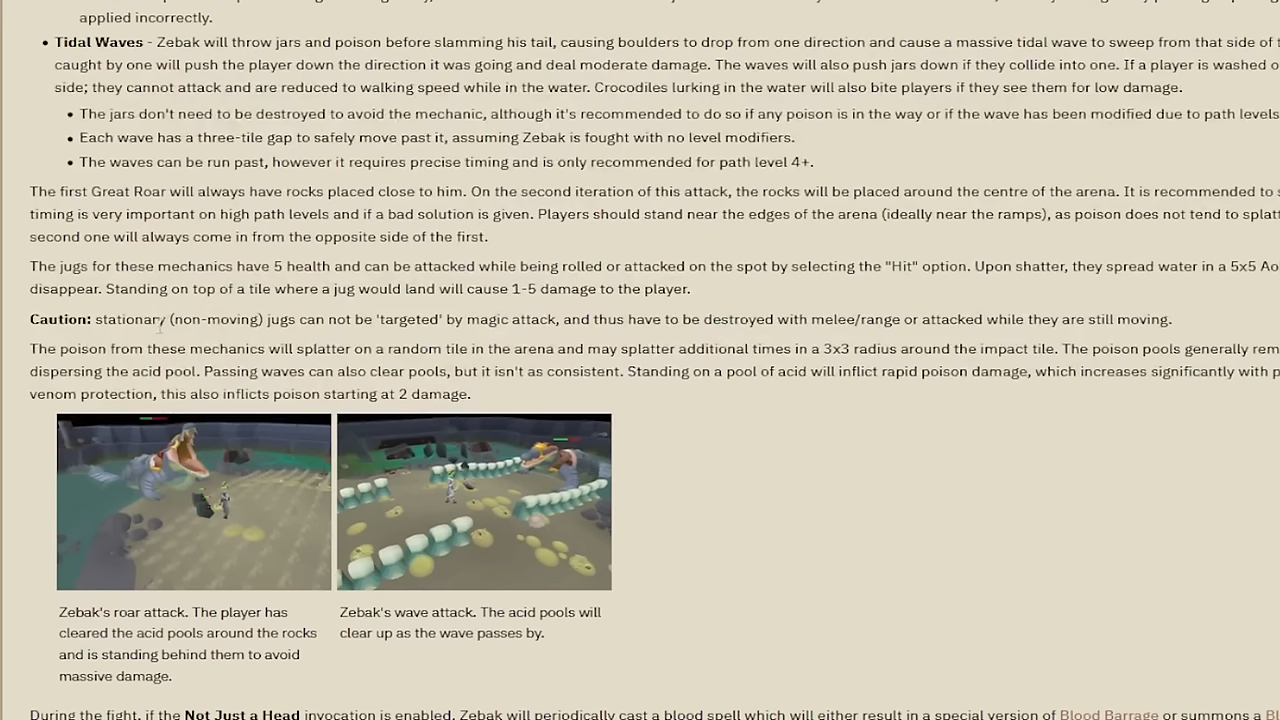 applied incorrectly.
• Tidal Waves - Zebak will throw jars and poison before slamming his tail, causing boulders to drop from one direction and cause a massive tidal wave to sweep from that side of
caught by one will push the player down the direction it was going and deal moderate damage. The waves will also push jars down if they collide into one. If a player is washed
side; they cannot attack and are reduced to walking speed while in the water. Crocodiles lurking in the water will also bite players if they see them for low damage.
• The jars don't need to be destroyed to avoid the mechanic, although it's recommended to do so if any poison is in the way or if the wave has been modified due to path levels
• Each wave has a three-tile gap to safely move past it, assuming Zebak is fought with no level modifiers.
• The waves can be run past, however it requires precise timing and is only recommended for path level 4+.
The first Great Roar will always have rocks placed close to him. On the second iteration of this attack, the rocks will be placed around the centre of the arena. It is recommended to
timing is very important on high path levels and if a bad solution is given. Players should stand near the edges of the arena (ideally near the ramps), as poison does not tend to
second one will always come in from the opposite side of the first.
The jugs for these mechanics have 5 health and can be attacked while being rolled or attacked on the spot by selecting the "Hit" option. Upon shatter, they spread water in a 5x5
disappear. Standing on top of a tile where a jug would land will cause 1-5 damage to the player.
Caution: stationary (non-moving) jugs can not be 'targeted' by magic attack, and thus have to be destroyed with melee/range or attacked while they are still moving.
The poison from these mechanics will splatter on a random tile in the arena and may splatter additional times in a 3x3 radius around the impact tile. The poison pools generally
dispersing the acid pool. Passing waves can also clear pools, but it isn't as consistent. Standing on a pool of acid will inflict rapid poison damage, which increases significantly with
venom protection, this also inflicts poison starting at 2 damage.
Zebak's roar attack. The player has
cleared the acid pools around the rocks
and is standing behind them to avoid
massive damage.
Zebak's wave attack. The acid pools will
clear up as the wave passes by.
During the fight, if the Not Just a Head invocation is enabled, Zebak will periodically cast a blood spell which will either result in a special version of Blood Barrage or summons a